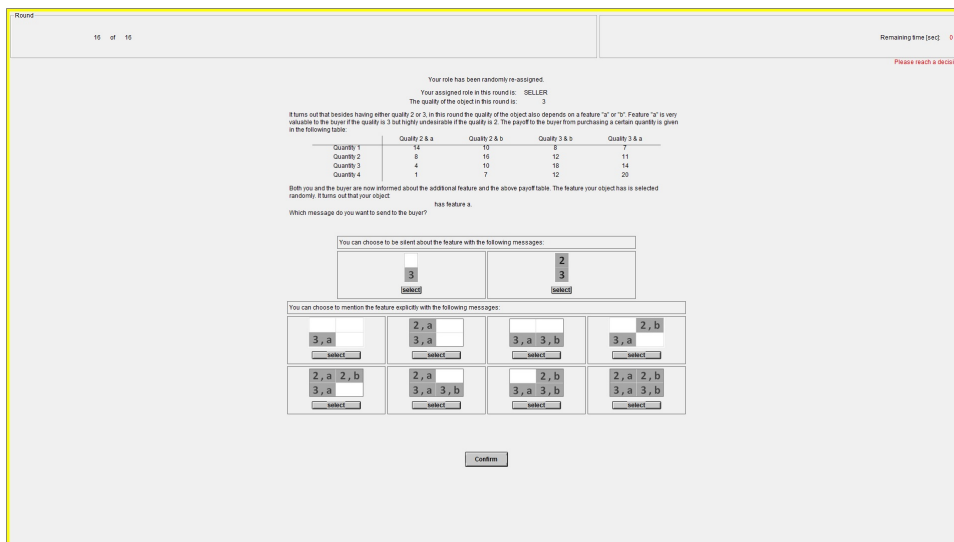 Round
16 of 16
Remaining time [sec]: 0
Please reach a decisi
Your role has been randomly re-assigned.
Your assigned role in this round is: SELLER
The quality of the object in this round is: 3
It turns out that besides having either quality 2 or 3, in this round the quality of the object also depends on a feature "a" or "b". Feature "a" is very
valuable to the buyer if the quality is 3 but highly undesirable if the quality is 2. The payoff to the buyer from purchasing a certain quantity is given
in the following table:
Quality 2 & a Quality 2 & b Quality 3 & b Quality 3 & a
Quantity 1 14 10 8 7
Quantity 2 8 16 12 11
Quantity 3 4 10 18 14
Quantity 4 1 7 12 20
Both you and the buyer are now informed about the additional feature and the above payoff table. The feature your object has is selected
randomly. It turns out that your object:
has feature a.
Which message do you want to send to the buyer?
You can choose to be silent about the feature with the following messages:
2
3 3
select select
You can choose to mention the feature explicitly with the following messages:
2,a 2,b
3,a 3,a 3,a 3,b 3,a
select select select select
2,a 2,b 2,a 2,b 2,a 2,b
3,a 3,a 3,b 3,a 3,b 3,a 3,b
select select select select
Confirm